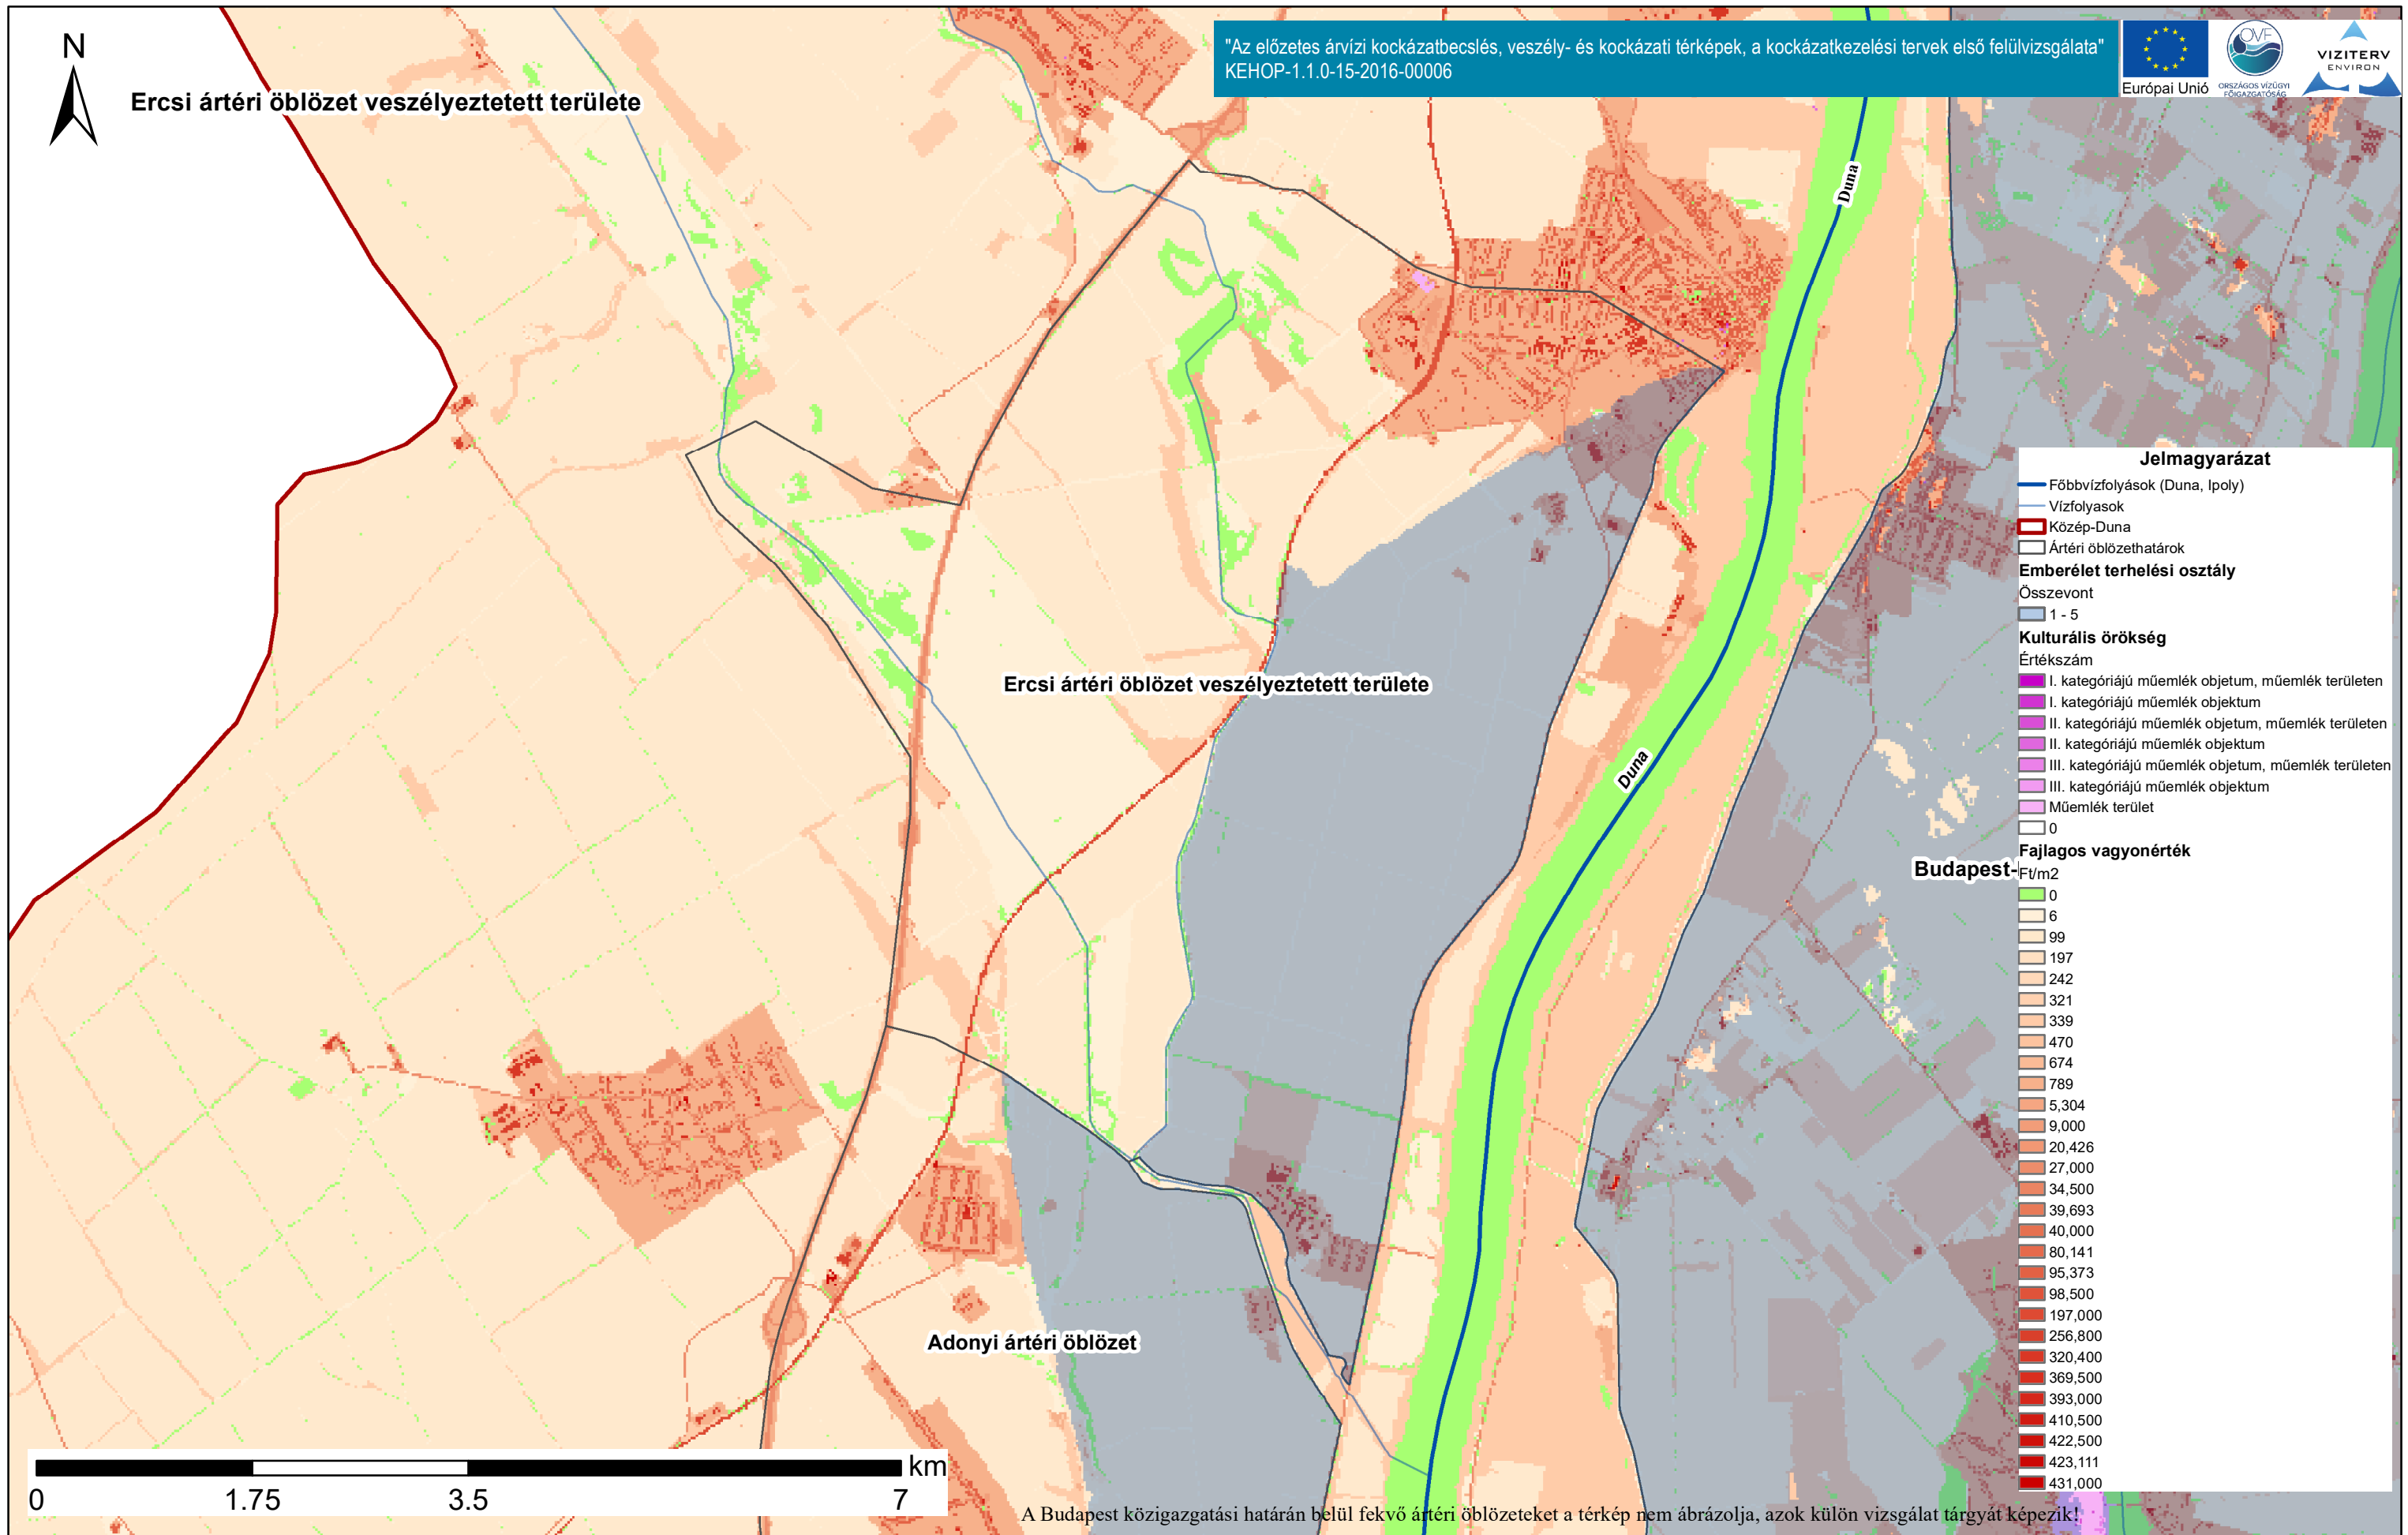 N
Ercsi ártéri öblözet veszélyeztetett területe
"Az előzetes árvízi kockázatbecslés, veszély- és kockázati térképek, a kockázatkezelési tervek első felülvizsgálata"
KEHOP-1.1.0-15-2016-00006
Európai Unió
OVF
ORSZÁGOS VÍZÜGYI
FŐIGAZGATÓSÁG
VIZITERV
ENVIRON
Duna
Ercsi ártéri öblözet veszélyeztetett területe
Duna
Budapest-
Adonyi ártéri öblözet
Jelmagyarázat
Főbbvízfolyások (Duna, Ipoly)
Vízfolyasok
Közép-Duna
Ártéri öblözethatárok
Emberélet terhelési osztály
Összevont
1 - 5
Kulturális örökség
Értékszám
I. kategóriájú műemlék objetum, műemlék területen
I. kategóriájú műemlék objektum
II. kategóriájú műemlék objetum, műemlék területen
II. kategóriájú műemlék objektum
III. kategóriájú műemlék objetum, műemlék területen
III. kategóriájú műemlék objektum
Műemlék terület
0
Fajlagos vagyonérték
Ft/m2
0
6
99
197
242
321
339
470
674
789
5,304
9,000
20,426
27,000
34,500
39,693
40,000
80,141
95,373
98,500
197,000
256,800
320,400
369,500
393,000
410,500
422,500
423,111
431,000
km
0 1.75 3.5 7
A Budapest közigazgatási határán belül fekvő ártéri öblözeteket a térkép nem ábrázolja, azok külön vizsgálat tárgyát képezik!